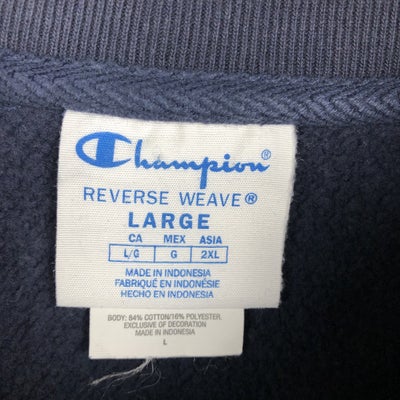 Champion®
REVERSE WEAVE®
LARGE
CA MEX ASIA
L/G G 2XL
MADE IN INDONESIA
FABRIQUÉ EN INDONÉSIE
HECHO EN INDONESIA
BODY: 84% COTTON/16% POLYESTER,
EXCLUSIVE OF DECORATION
MADE IN INDONESIA
L